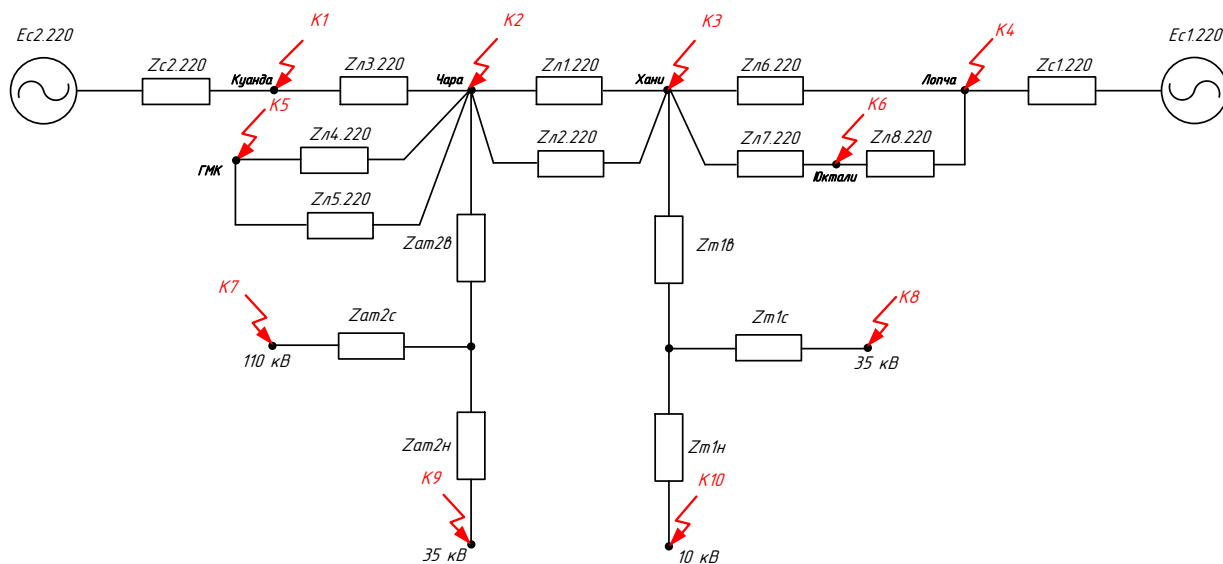 K1
K2
K3
K4
Ec2.220
Ec1.220
Zc2.220
Куанда
Zл3.220
Чара
Zл1.220
Хани
Zл6.220
Лопча
Zc1.220
K5
K6
Zл4.220
Zл2.220
Zл7.220
Zл8.220
ГМК
Юктали
Zл5.220
Zат2в
Zт1в
K7
K8
Zат2с
Zт1с
110 кВ
35 кВ
Zат2н
Zт1н
K9
K10
35 кВ
10 кВ